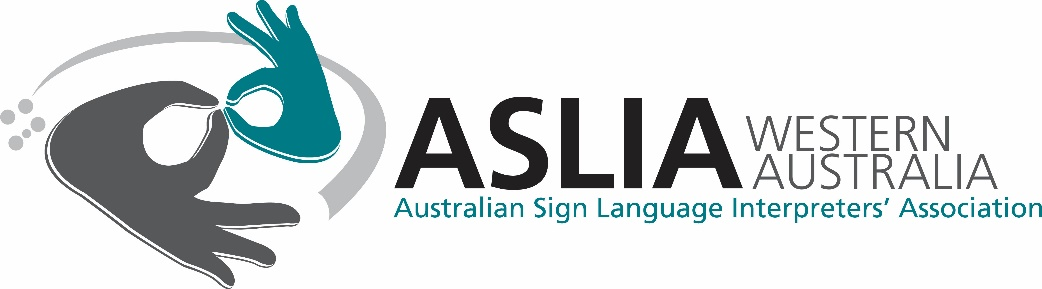 ASLIA WESTERN AUSTRALIA
Australian Sign Language Interpreters’ Association